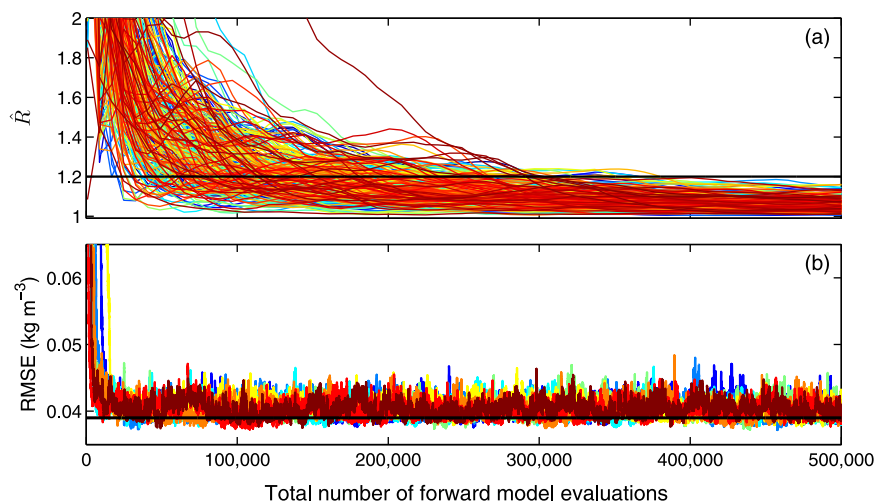 (a)
2
1.8
1.6
1.4
1.2
1
R̂
(b)
0.06
0.05
0.04
RMSE (kg m⁻³)
0 100,000 200,000 300,000 400,000 500,000
Total number of forward model evaluations